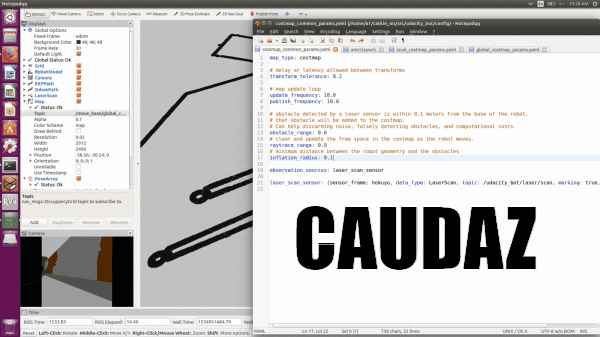 Notepadqq
10:28 AM
Interact
Move Camera
Select
Focus Camera
Measure
2D Pose Estimate
2D Nav Goal
Publish Point
Displays
Global Options
Fixed Frame odom
Background Color 48; 48; 48
Frame Rate 30
Default Light
Global Status: Ok
Grid
RobotModel
Camera
EKFPath
OdomPath
LaserScan
Map
Status: Ok
Topic /move_base/global_c...
Alpha 0.7
Color Scheme map
Draw Behind
Resolution 0.02
Width 2912
Height 2496
Position -38.56; -36.24; 0
Orientation 0; 0; 0; 1
Unreliable
Use Timestamp
PoseArray
Status: Ok
Topic
nav_msgs::OccupancyGrid topic to subscribe to.
Add Duplicate Remove Rename
Camera
Time
ROS Time: 1533.83 ROS Elapsed: 16.40 Wall Time: 1534951604.79
Reset Left-Click: Rotate. Middle-Click: Move X/Y. Right-Click/Mouse Wheel: Zoom. Shift: More options.
costmap_common_params.yaml (/home/tri/catkin_ws/src/udacity_bot/config) - Notepadqq
File Edit Search View Encoding Language Settings Run Window ?
costmap_common_params.yaml
amcl.launch
local_costmap_params.yaml
global_costmap_params.yaml
1 map_type: costmap
2
3 # delay or latency allowed between transforms
4 transform_tolerance: 0.2
5
6 # map update loop
7 update_frequency: 10.0
8 publish_frequency: 10.0
9
10 # obstacle detected by a laser sensor is within 0.1 meters from the base of the robot,
11 # that obstacle will be added to the costmap.
12 # Can help discarding noise, falsely detecting obstacles, and computational costs.
13 obstacle_range: 0.0
14 # clear and update the free space in the costmap as the robot moves.
15 raytrace_range: 0.0
16 # minimum distance between the robot geometry and the obstacles
17 inflation_radius: 0.1
18
19 observation_sources: laser_scan_sensor
20
21 laser_scan_sensor: {sensor_frame: hokuyo, data_type: LaserScan, topic: /udacity_bot/laser/scan, marking: true,
22
CAUDAZ
YAML Ln 17, col 22 Sel 0 (1) 738 chars, 22 lines UNIX / OS X UTF-8 w/o BOM INS